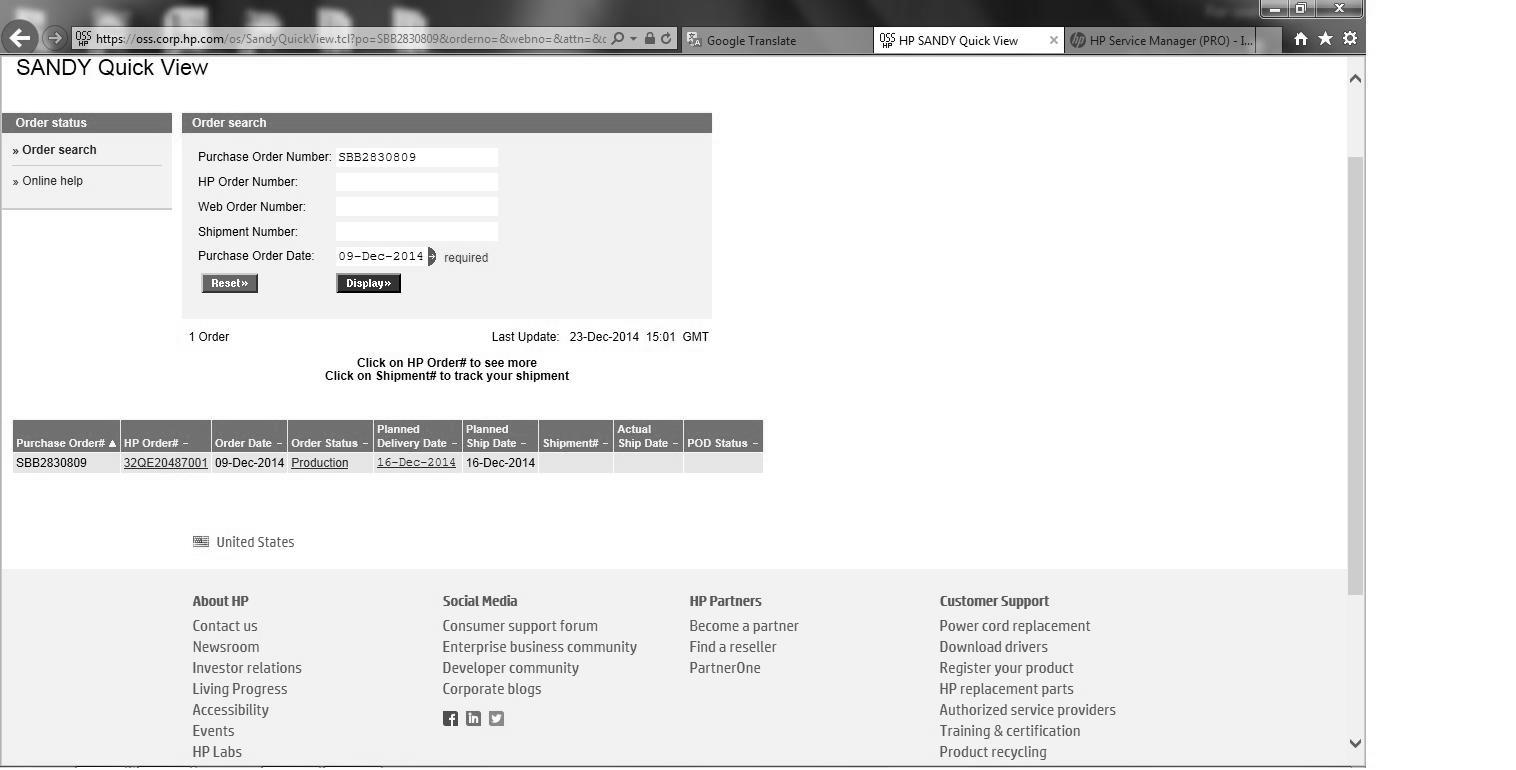 OSS HP https://oss.corp.hp.com/os/SandyQuickView.tcl?po=SBB2830809&orderno=&webno=&attn=&c Google Translate OSS HP HP SANDY Quick View HP Service Manager (PRO) - I...
SANDY Quick View
Order status
» Order search
» Online help
Order search
Purchase Order Number: SBB2830809
HP Order Number:
Web Order Number:
Shipment Number:
Purchase Order Date: 09-Dec-2014 required
Reset» Display»
1 Order Last Update: 23-Dec-2014 15:01 GMT
Click on HP Order# to see more
Click on Shipment# to track your shipment
Purchase Order# HP Order# – Order Date – Order Status – Planned Delivery Date – Planned Ship Date – Shipment# – Actual Ship Date – POD Status –
SBB2830809 32QE20487001 09-Dec-2014 Production 16-Dec-2014 16-Dec-2014
United States
About HP
Contact us
Newsroom
Investor relations
Living Progress
Accessibility
Events
HP Labs
Social Media
Consumer support forum
Enterprise business community
Developer community
Corporate blogs
HP Partners
Become a partner
Find a reseller
PartnerOne
Customer Support
Power cord replacement
Download drivers
Register your product
HP replacement parts
Authorized service providers
Training & certification
Product recycling